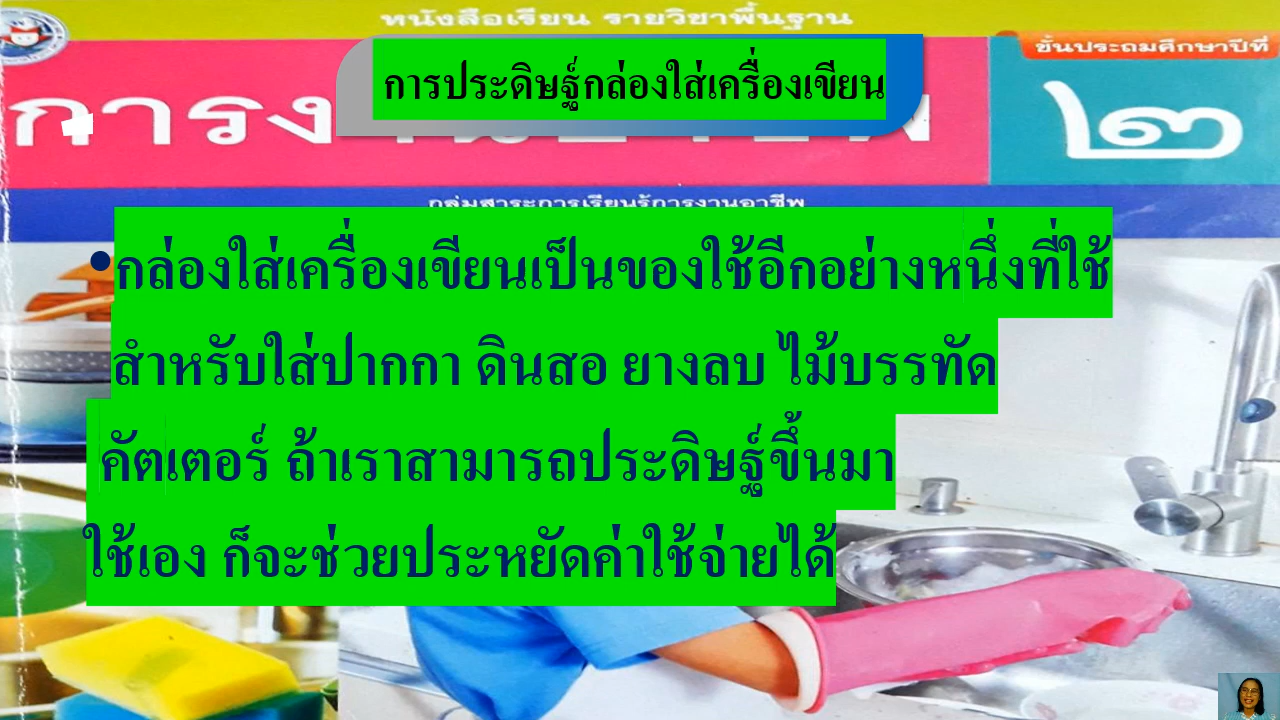 หนังสือเรียน รายวิชาพื้นฐาน
ชั้นประถมศึกษาปีที่
การประดิษฐ์กล่องใส่เครื่องเขียน
๒
กลุ่มสาระการเรียนรู้การงานอาชีพ
•กล่องใส่เครื่องเขียนเป็นของใช้อีกอย่างหนึ่งที่ใช้
สำหรับใส่ปากกา ดินสอ ยางลบ ไม้บรรทัด
คัตเตอร์ ถ้าเราสามารถประดิษฐ์ขึ้นมา
ใช้เอง ก็จะช่วยประหยัดค่าใช้จ่ายได้